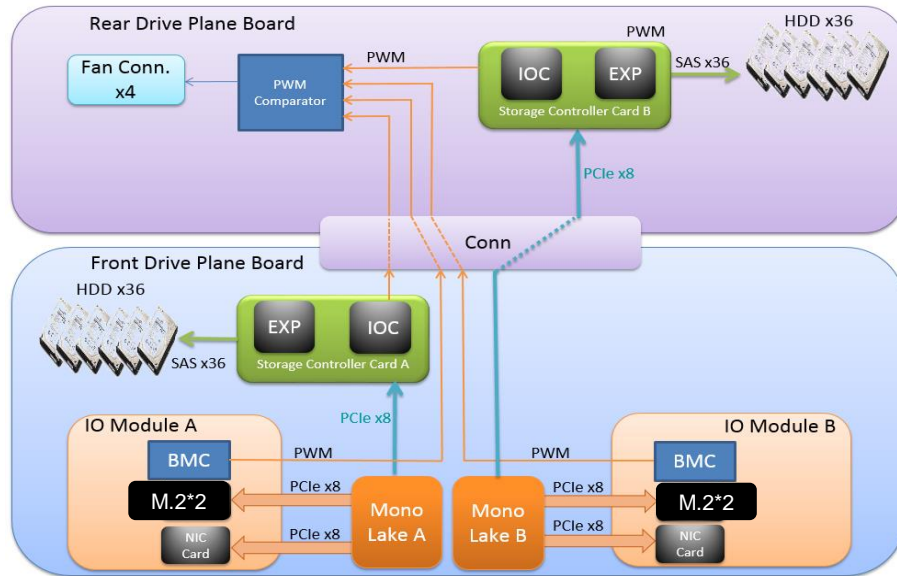 Rear Drive Plane Board
HDD x36
PWM
Fan Conn.
x4
PWM
Comparator
PWM
IOC
EXP
SAS x36
Storage Controller Card B
PCIe x8
Conn
Front Drive Plane Board
HDD x36
EXP
IOC
SAS x36
Storage Controller Card A
PCIe x8
IO Module A
IO Module B
BMC
PWM
PWM
BMC
M.2*2
PCIe x8
Mono
Lake A
Mono
Lake B
PCIe x8
M.2*2
NIC
Card
PCIe x8
PCIe x8
NIC
Card